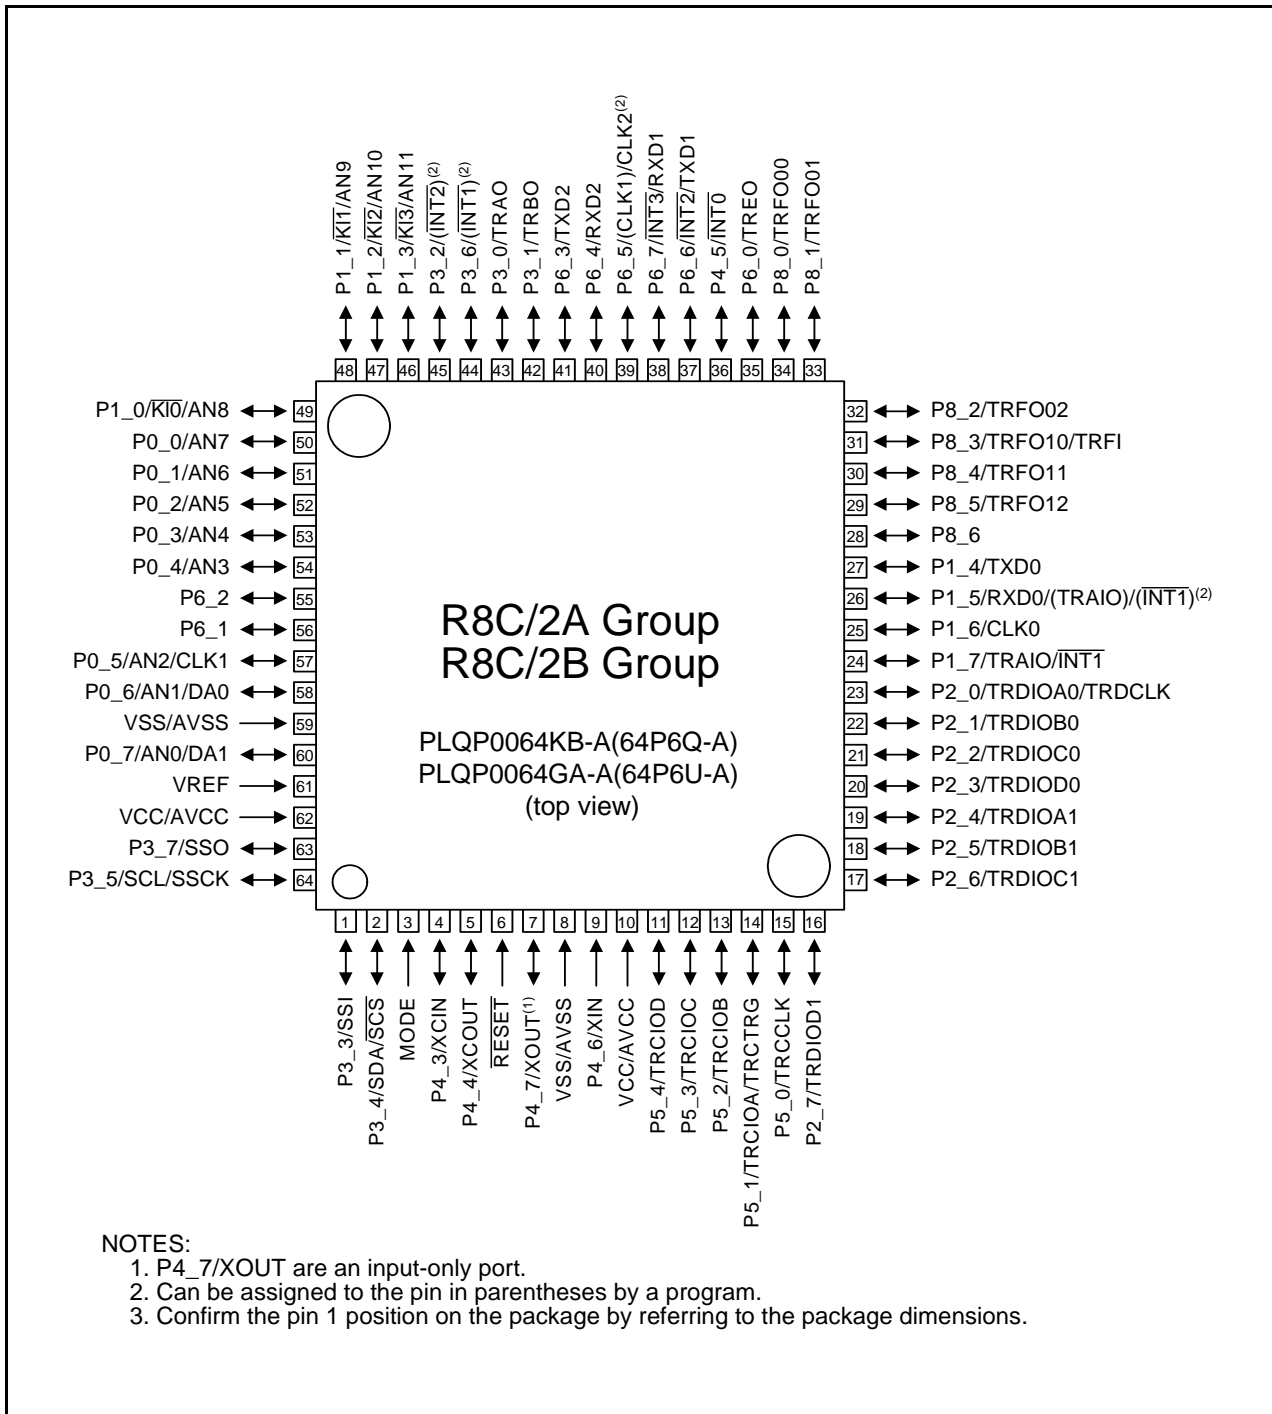 P1_1/KI1/AN9
P1_2/KI2/AN10
P1_3/KI3/AN11
P3_2/(INT2)(2)
P3_6/(INT1)(2)
P3_0/TRAO
P3_1/TRBO
P6_3/TXD2
P6_4/RXD2
P6_5/(CLK1)/CLK2(2)
P6_7/INT3/RXD1
P6_6/INT2/TXD1
P4_5/INT0
P6_0/TREO
P8_0/TRFO00
P8_1/TRFO01
48 47 46 45 44 43 42 41 40 39 38 37 36 35 34 33
P1_0/KI0/AN8 49
P0_0/AN7 50
P0_1/AN6 51
P0_2/AN5 52
P0_3/AN4 53
P0_4/AN3 54
P6_2 55
P6_1 56
P0_5/AN2/CLK1 57
P0_6/AN1/DA0 58
VSS/AVSS 59
P0_7/AN0/DA1 60
VREF 61
VCC/AVCC 62
P3_7/SSO 63
P3_5/SCL/SSCK 64
R8C/2A Group
R8C/2B Group
PLQP0064KB-A(64P6Q-A)
PLQP0064GA-A(64P6U-A)
(top view)
32 P8_2/TRFO02
31 P8_3/TRFO10/TRFI
30 P8_4/TRFO11
29 P8_5/TRFO12
28 P8_6
27 P1_4/TXD0
26 P1_5/RXD0/(TRAIO)/(INT1)(2)
25 P1_6/CLK0
24 P1_7/TRAIO/INT1
23 P2_0/TRDIOA0/TRDCLK
22 P2_1/TRDIOB0
21 P2_2/TRDIOC0
20 P2_3/TRDIOD0
19 P2_4/TRDIOA1
18 P2_5/TRDIOB1
17 P2_6/TRDIOC1
1 2 3 4 5 6 7 8 9 10 11 12 13 14 15 16
P3_3/SSI
P3_4/SDA/SCS
MODE
P4_3/XCIN
P4_4/XCOUT
RESET
P4_7/XOUT(1)
VSS/AVSS
P4_6/XIN
VCC/AVCC
P5_4/TRCIOD
P5_3/TRCIOC
P5_2/TRCIOB
P5_1/TRCIOA/TRCTRG
P5_0/TRCCLK
P2_7/TRDIOD1
NOTES:
1. P4_7/XOUT are an input-only port.
2. Can be assigned to the pin in parentheses by a program.
3. Confirm the pin 1 position on the package by referring to the package dimensions.